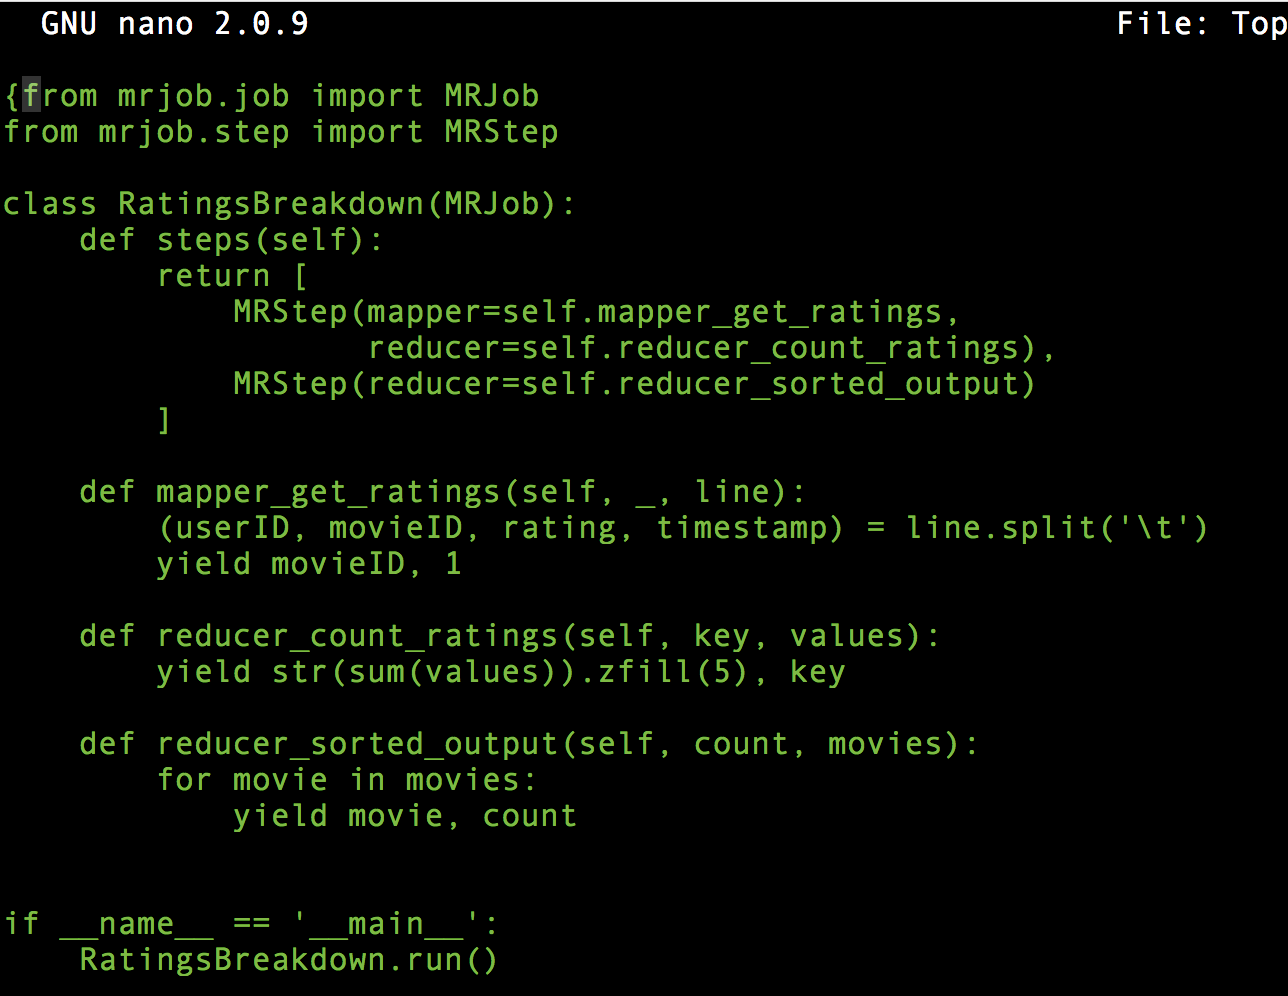 GNU nano 2.0.9 File: Top
{from mrjob.job import MRJob
from mrjob.step import MRStep
class RatingsBreakdown(MRJob):
    def steps(self):
        return [
            MRStep(mapper=self.mapper_get_ratings,
                   reducer=self.reducer_count_ratings),
            MRStep(reducer=self.reducer_sorted_output)
        ]
    def mapper_get_ratings(self, _, line):
        (userID, movieID, rating, timestamp) = line.split('\t')
        yield movieID, 1
    def reducer_count_ratings(self, key, values):
        yield str(sum(values)).zfill(5), key
    def reducer_sorted_output(self, count, movies):
        for movie in movies:
            yield movie, count
if __name__ == '__main__':
    RatingsBreakdown.run()